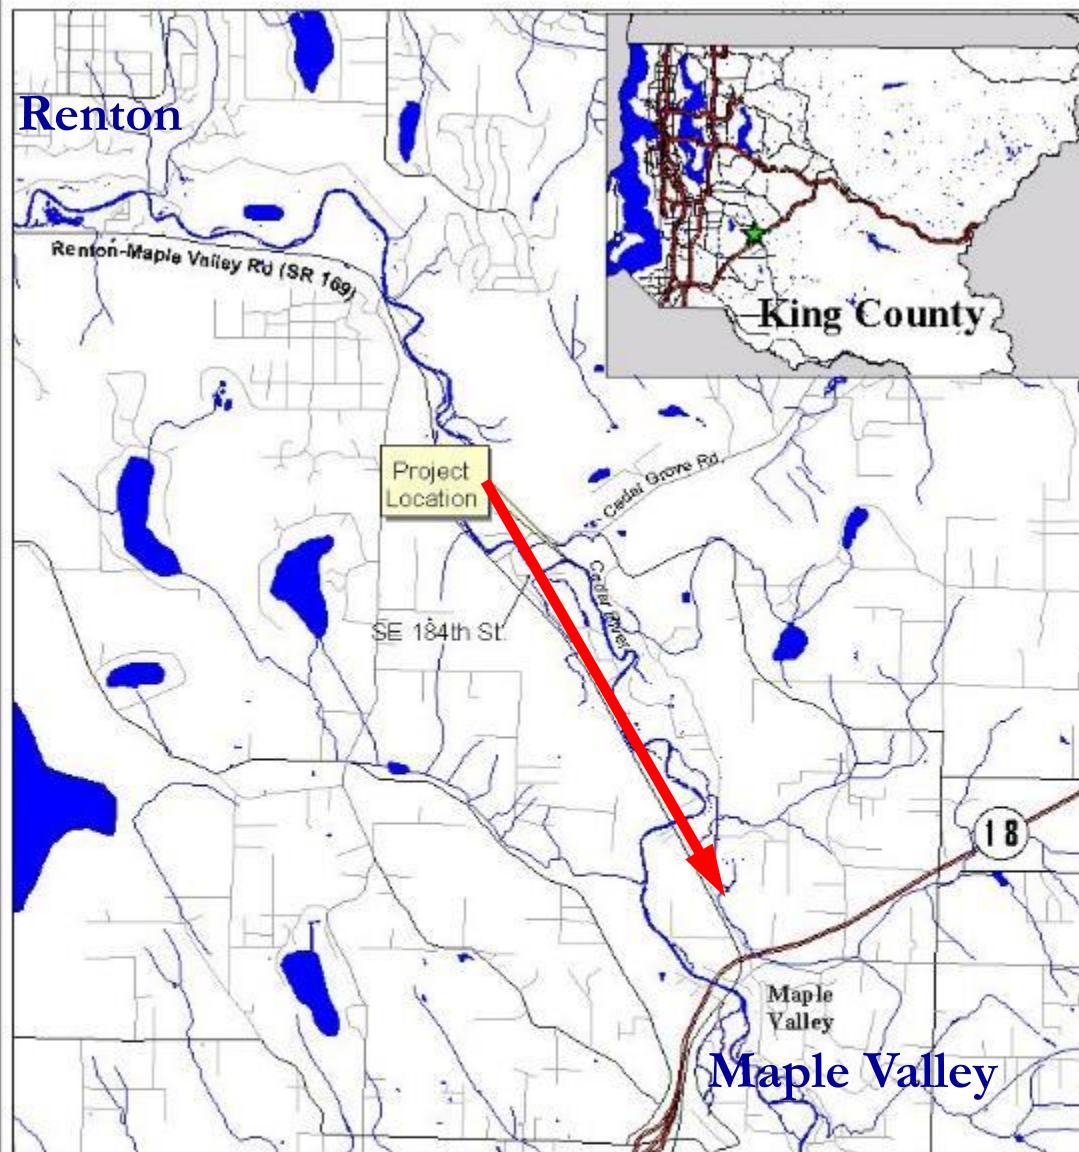 Renton
Renton-Maple Valley Rd (SR 169)
King County
Project
Location
Cedar Grove Rd.
Cedar River
SE 184th St.
18
Maple
Valley
Maple Valley